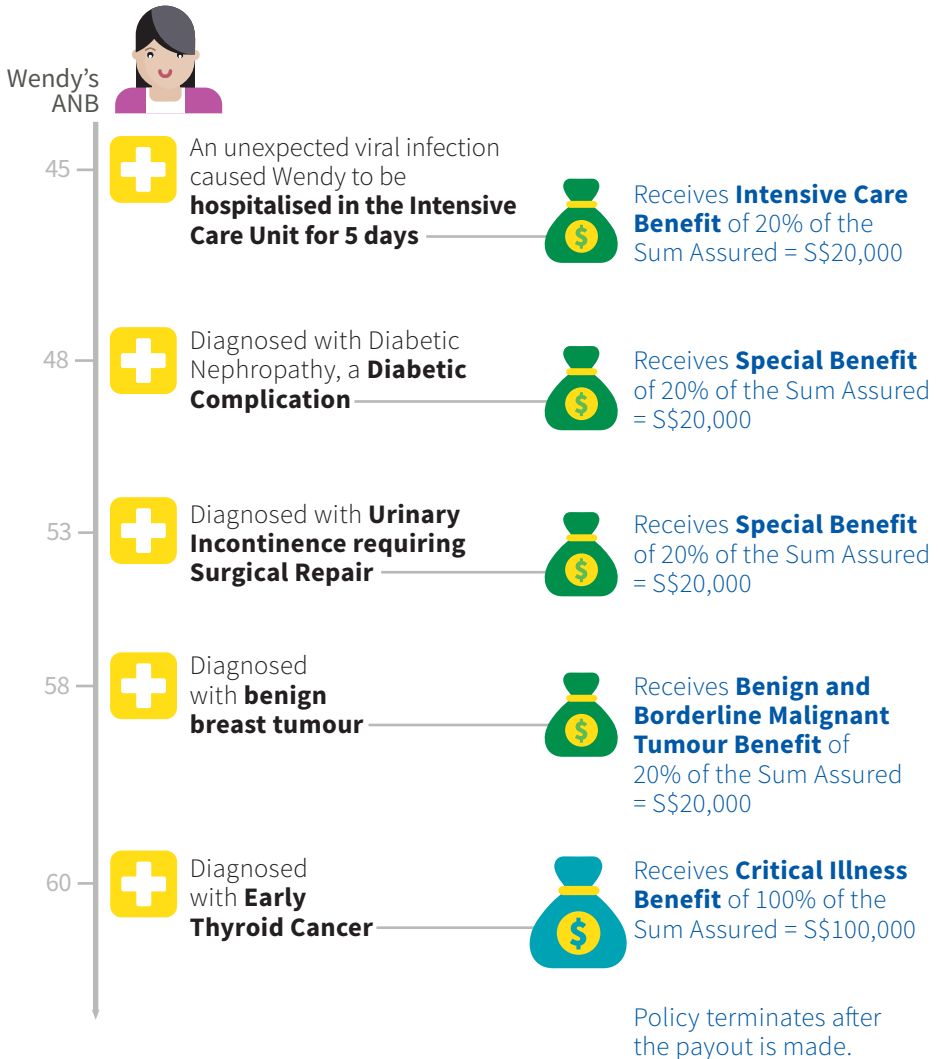 Wendy's
ANB
45
An unexpected viral infection
caused Wendy to be
hospitalised in the Intensive
Care Unit for 5 days
$
Receives Intensive Care
Benefit of 20% of the
Sum Assured = S$20,000
48
Diagnosed with Diabetic
Nephropathy, a Diabetic
Complication
$
Receives Special Benefit
of 20% of the Sum Assured
= S$20,000
53
Diagnosed with Urinary
Incontinence requiring
Surgical Repair
$
Receives Special Benefit
of 20% of the Sum Assured
= S$20,000
58
Diagnosed
with benign
breast tumour
$
Receives Benign and
Borderline Malignant
Tumour Benefit of
20% of the Sum Assured
= S$20,000
60
Diagnosed
with Early
Thyroid Cancer
$
Receives Critical Illness
Benefit of 100% of the
Sum Assured = S$100,000
Policy terminates after
the payout is made.